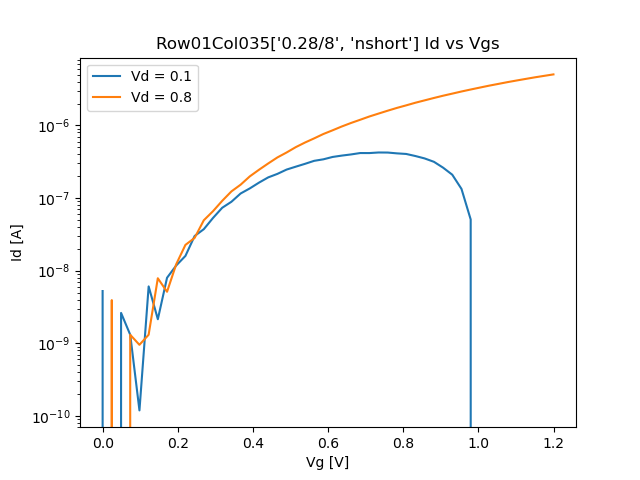 Row01Col035['0.28/8', 'nshort'] Id vs Vgs
Vd = 0.1
Vd = 0.8
Id [A]
10⁻⁶
10⁻⁷
10⁻⁸
10⁻⁹
10⁻¹⁰
0.0 0.2 0.4 0.6 0.8 1.0 1.2
Vg [V]